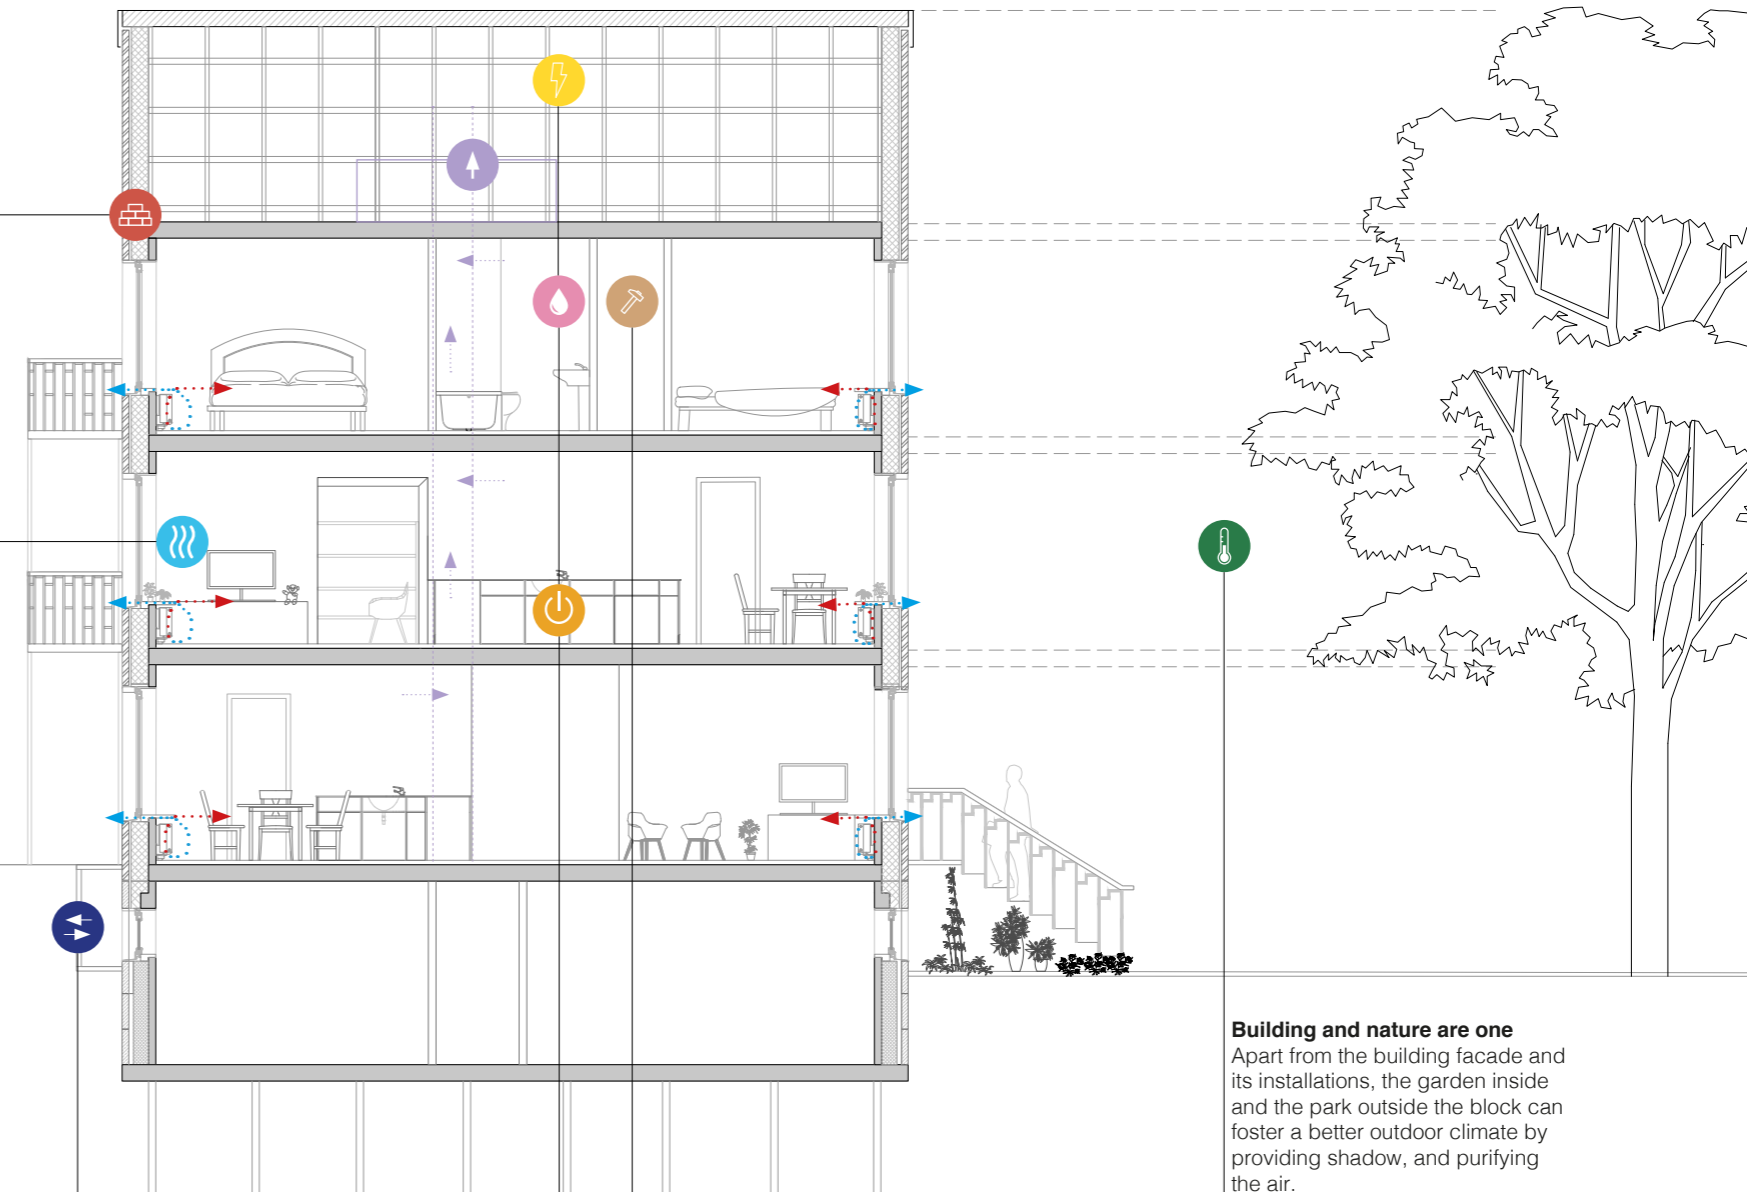 Building and nature are one
Apart from the building facade and
its installations, the garden inside
and the park outside the block can
foster a better outdoor climate by
providing shadow, and purifying
the air.